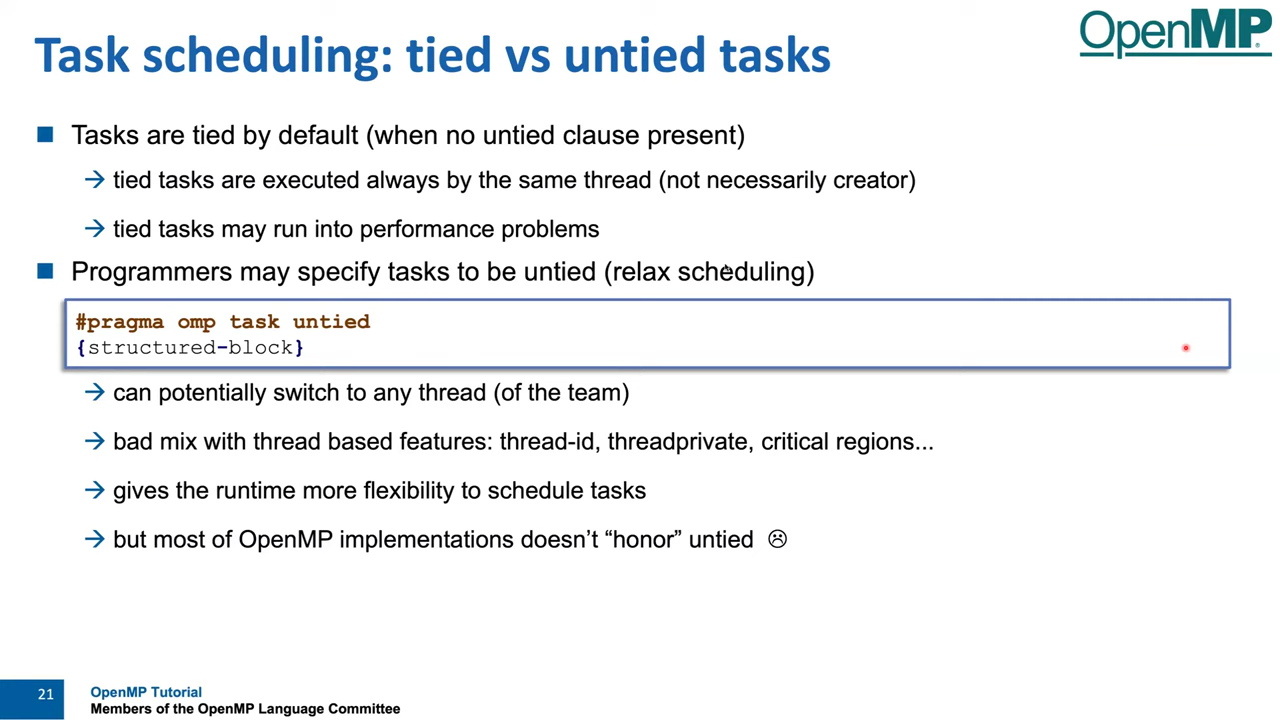 Task scheduling: tied vs untied tasks
OpenMP
Tasks are tied by default (when no untied clause present)
→ tied tasks are executed always by the same thread (not necessarily creator)
→ tied tasks may run into performance problems
Programmers may specify tasks to be untied (relax scheduling)
#pragma omp task untied
{structured-block}
→ can potentially switch to any thread (of the team)
→ bad mix with thread based features: thread-id, threadprivate, critical regions...
→ gives the runtime more flexibility to schedule tasks
→ but most of OpenMP implementations doesn’t “honor” untied ☹
21
OpenMP Tutorial
Members of the OpenMP Language Committee